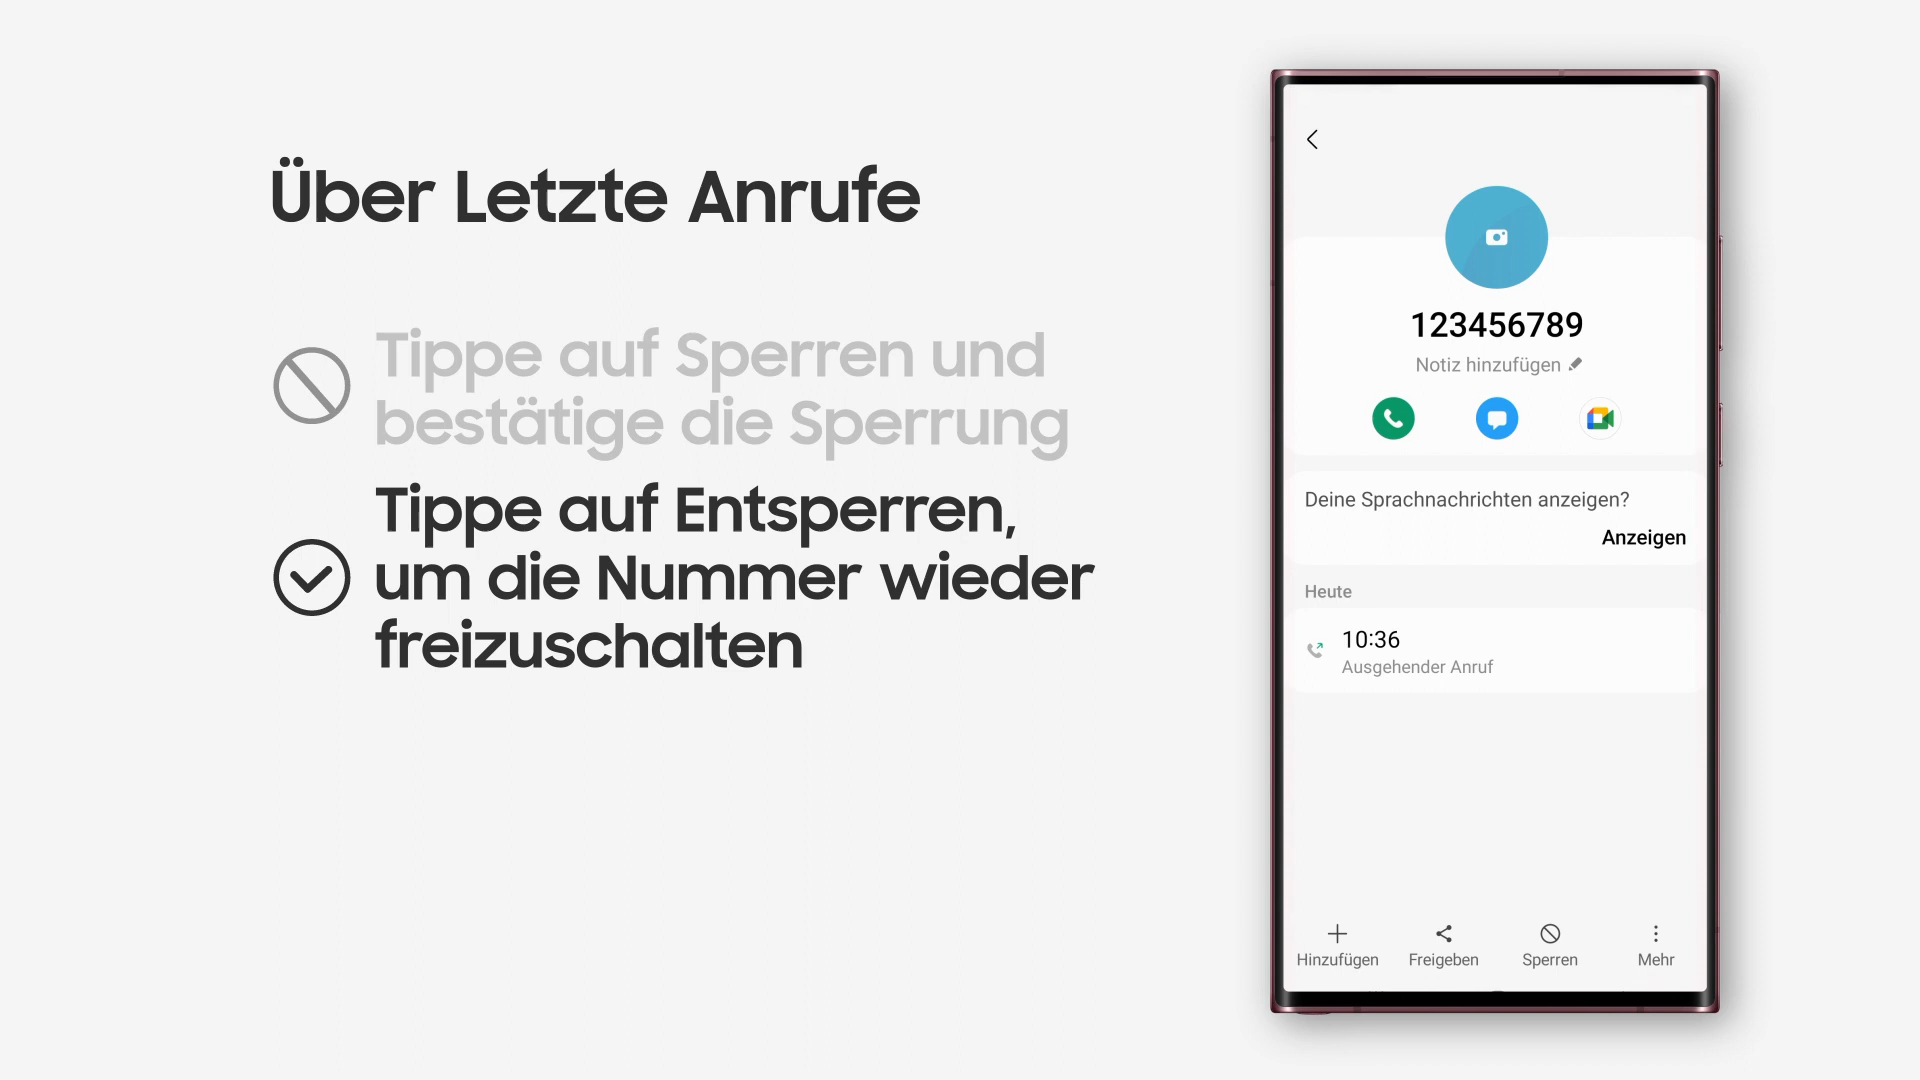 Über Letzte Anrufe
Tippe auf Sperren und
bestätige die Sperrung
Tippe auf Entsperren,
um die Nummer wieder
freizuschalten
123456789
Notiz hinzufügen
Deine Sprachnachrichten anzeigen?
Anzeigen
Heute
10:36
Ausgehender Anruf
Hinzufügen
Freigeben
Sperren
Mehr